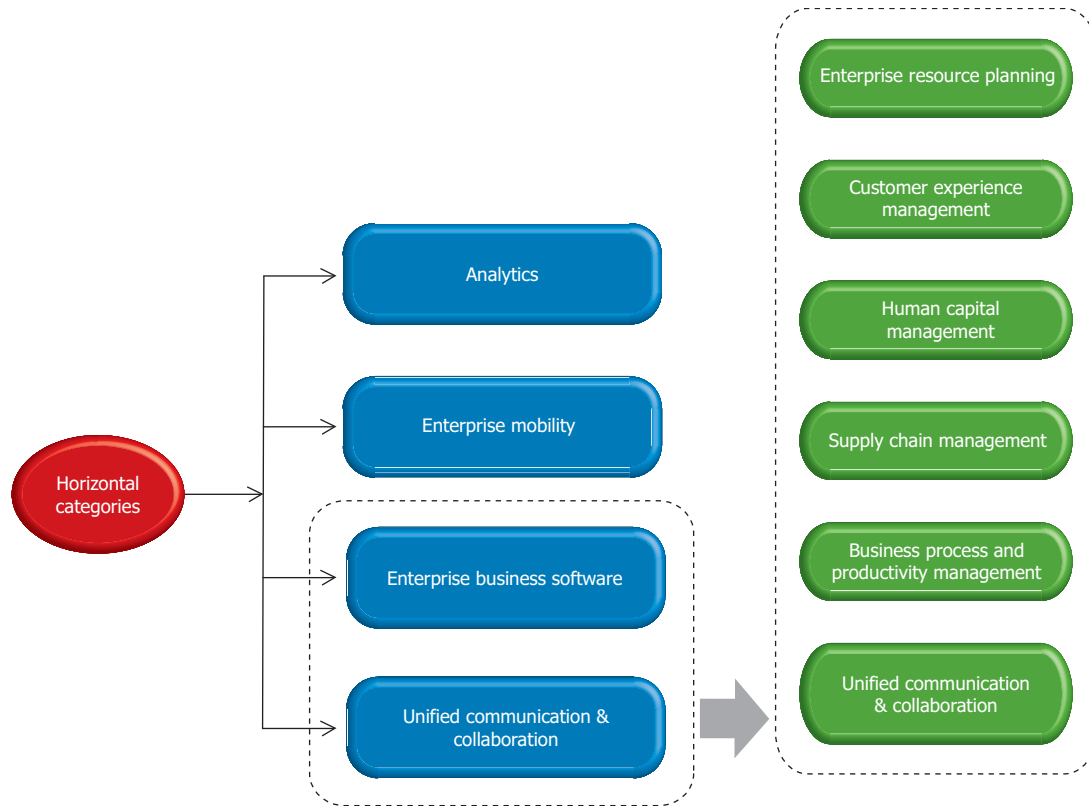 Horizontal
categories
Analytics
Enterprise mobility
Enterprise business software
Unified communication &
collaboration
Enterprise resource planning
Customer experience
management
Human capital
management
Supply chain management
Business process and
productivity management
Unified communication
& collaboration